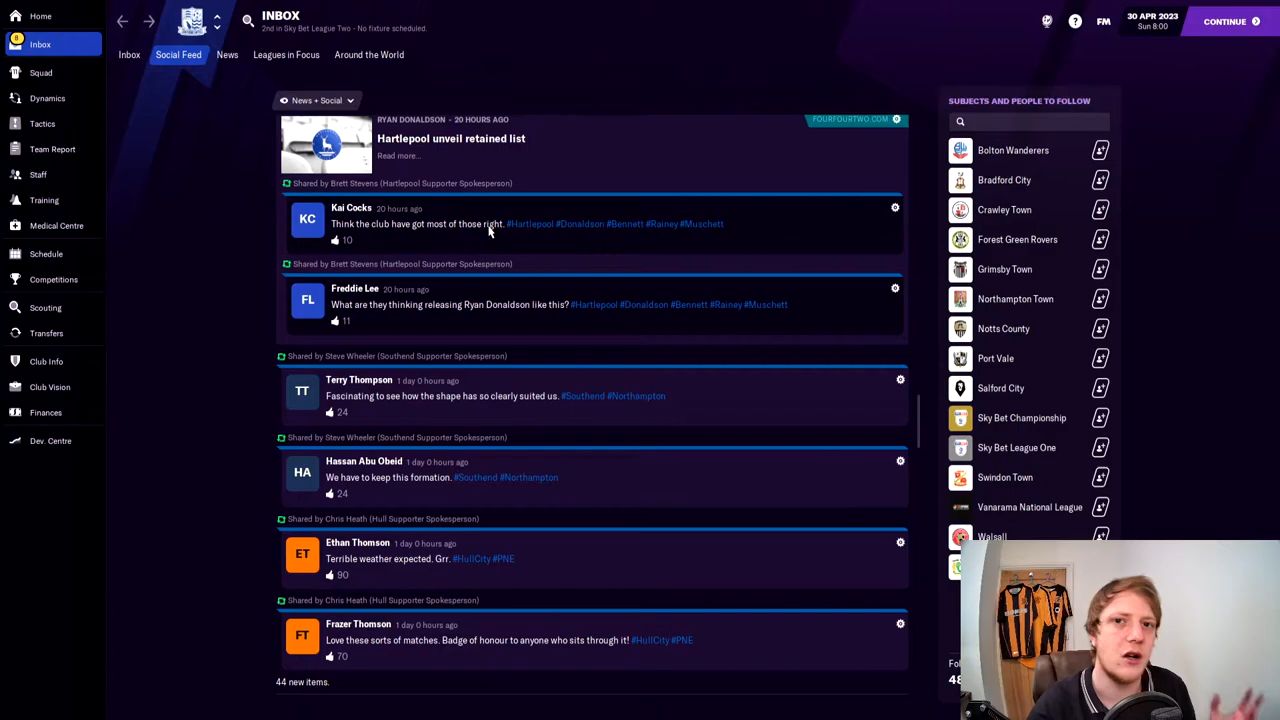 Home
INBOX
2nd in Sky Bet League Two - No fixture scheduled.
FM
30 APR 2023
Sun 8:00
CONTINUE
8
Inbox
Inbox
Social Feed
News
Leagues in Focus
Around the World
Squad
Dynamics
Tactics
Team Report
Staff
Training
Medical Centre
Schedule
Competitions
Scouting
Transfers
Club Info
Club Vision
Finances
Dev. Centre
News + Social
RYAN DONALDSON - 20 HOURS AGO
FOURFOURTWO.COM
Hartlepool unveil retained list
Read more...
Shared by Brett Stevens (Hartlepool Supporter Spokesperson)
KC
Kai Cocks 20 hours ago
Think the club have got most of those right. #Hartlepool #Donaldson #Bennett #Rainey #Muschett
10
Shared by Brett Stevens (Hartlepool Supporter Spokesperson)
FL
Freddie Lee 20 hours ago
What are they thinking releasing Ryan Donaldson like this? #Hartlepool #Donaldson #Bennett #Rainey #Muschett
11
Shared by Steve Wheeler (Southend Supporter Spokesperson)
TT
Terry Thompson 1 day 0 hours ago
Fascinating to see how the shape has so clearly suited us. #Southend #Northampton
24
Shared by Steve Wheeler (Southend Supporter Spokesperson)
HA
Hassan Abu Obeid 1 day 0 hours ago
We have to keep this formation. #Southend #Northampton
24
Shared by Chris Heath (Hull Supporter Spokesperson)
ET
Ethan Thomson 1 day 0 hours ago
Terrible weather expected. Grr. #HullCity #PNE
90
Shared by Chris Heath (Hull Supporter Spokesperson)
FT
Frazer Thomson 1 day 0 hours ago
Love these sorts of matches. Badge of honour to anyone who sits through it! #HullCity #PNE
70
44 new items.
SUBJECTS AND PEOPLE TO FOLLOW
Bolton Wanderers
Bradford City
Crawley Town
Forest Green Rovers
Grimsby Town
Northampton Town
Notts County
Port Vale
Salford City
Sky Bet Championship
Sky Bet League One
Swindon Town
Vanarama National League
Walsall